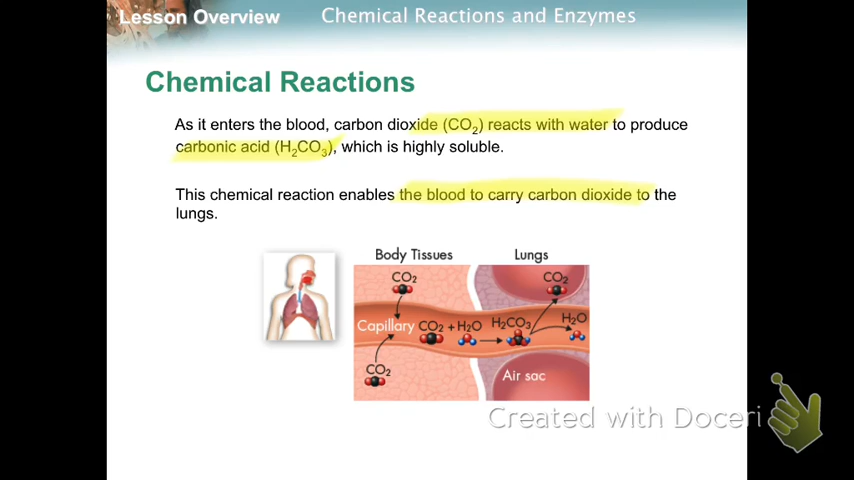 Lesson Overview
Chemical Reactions and Enzymes
Chemical Reactions
As it enters the blood, carbon dioxide (CO₂) reacts with water to produce
carbonic acid (H₂CO₃), which is highly soluble.
This chemical reaction enables the blood to carry carbon dioxide to the
lungs.
Body Tissues
Lungs
CO₂
CO₂
Capillary
CO₂ + H₂O
H₂CO₃
H₂O
CO₂
Air sac
Created with Doceri